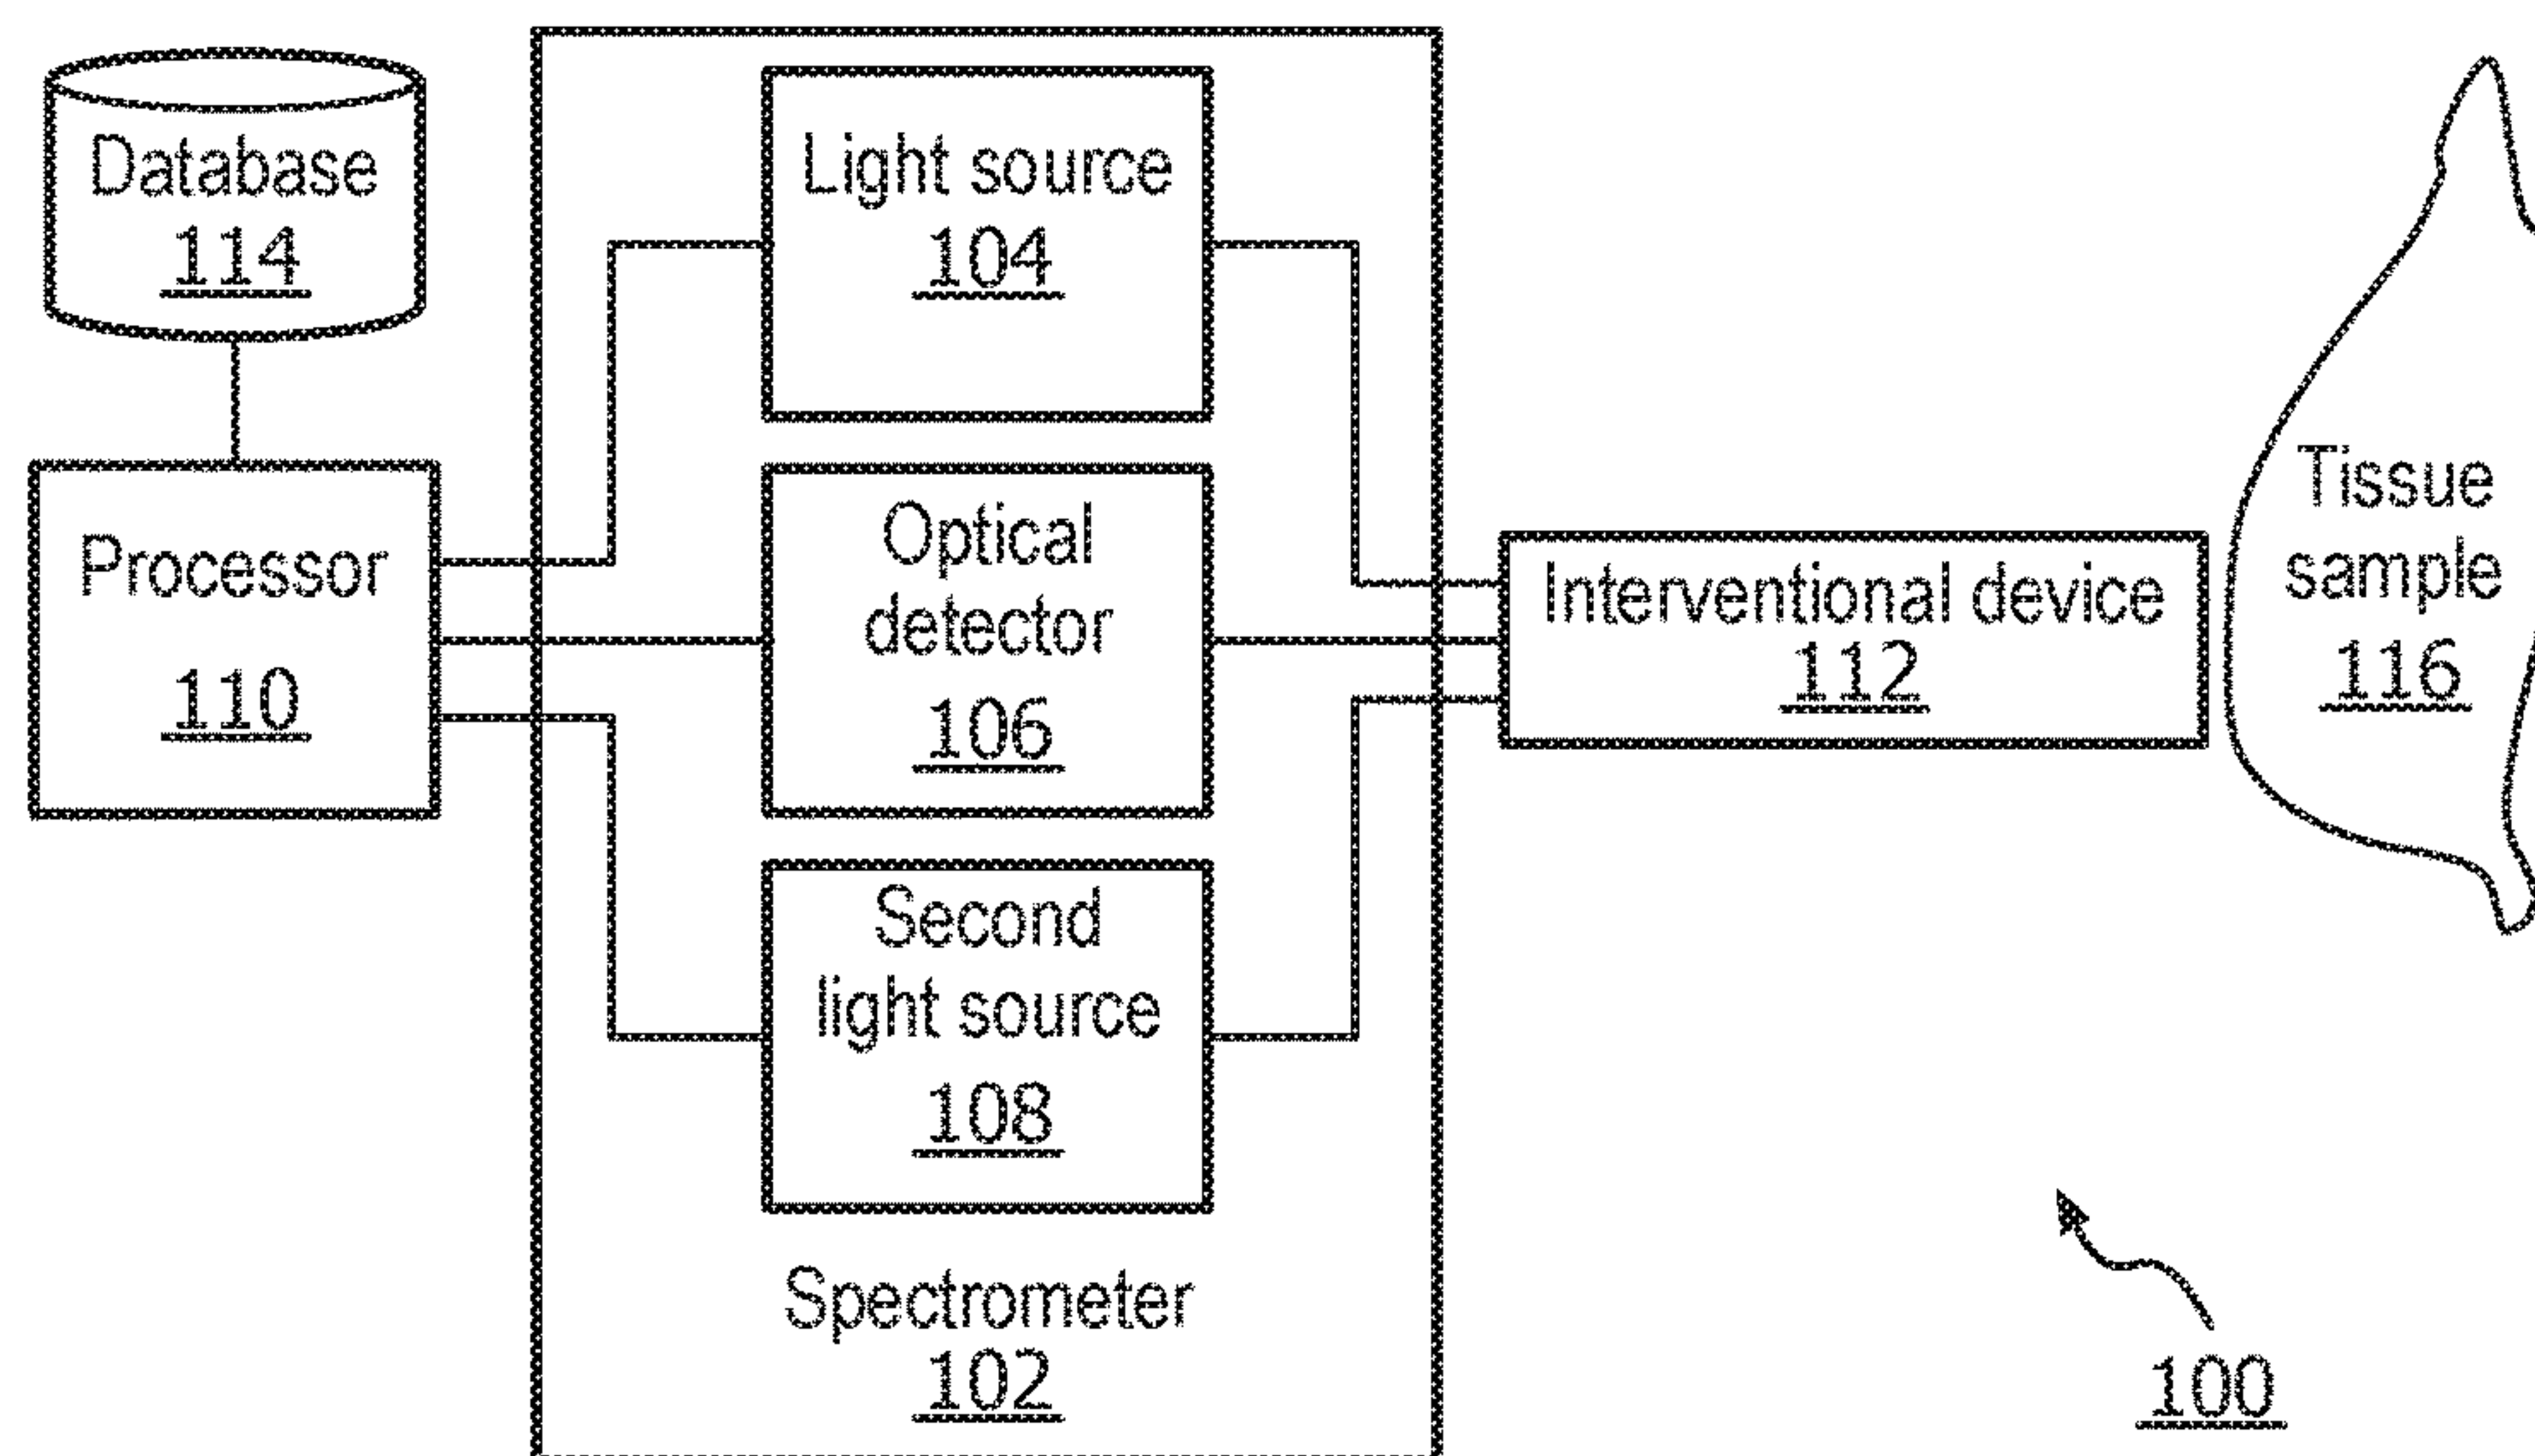 Database
114
Processor
110
Light source
104
Optical
detector
106
Second
light source
108
Spectrometer
102
Interventional device
112
Tissue
sample
116
100